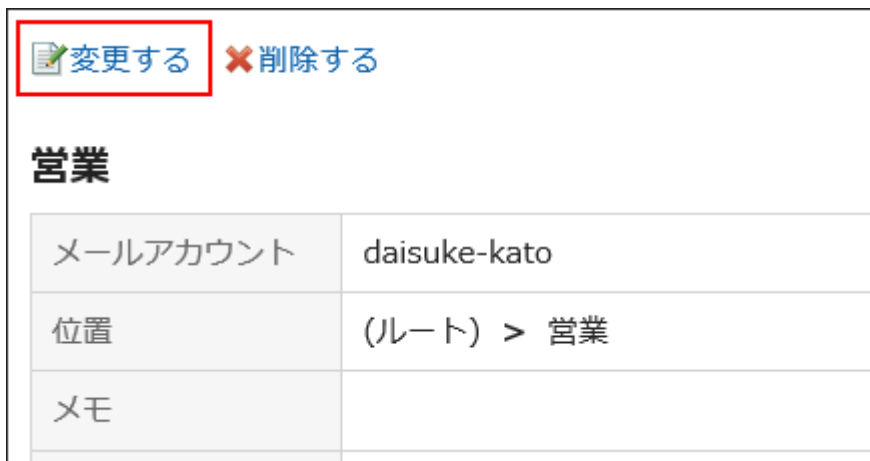 変更する 削除する
営業
メールアカウント daisuke-kato
位置 (ルート) > 営業
メモ